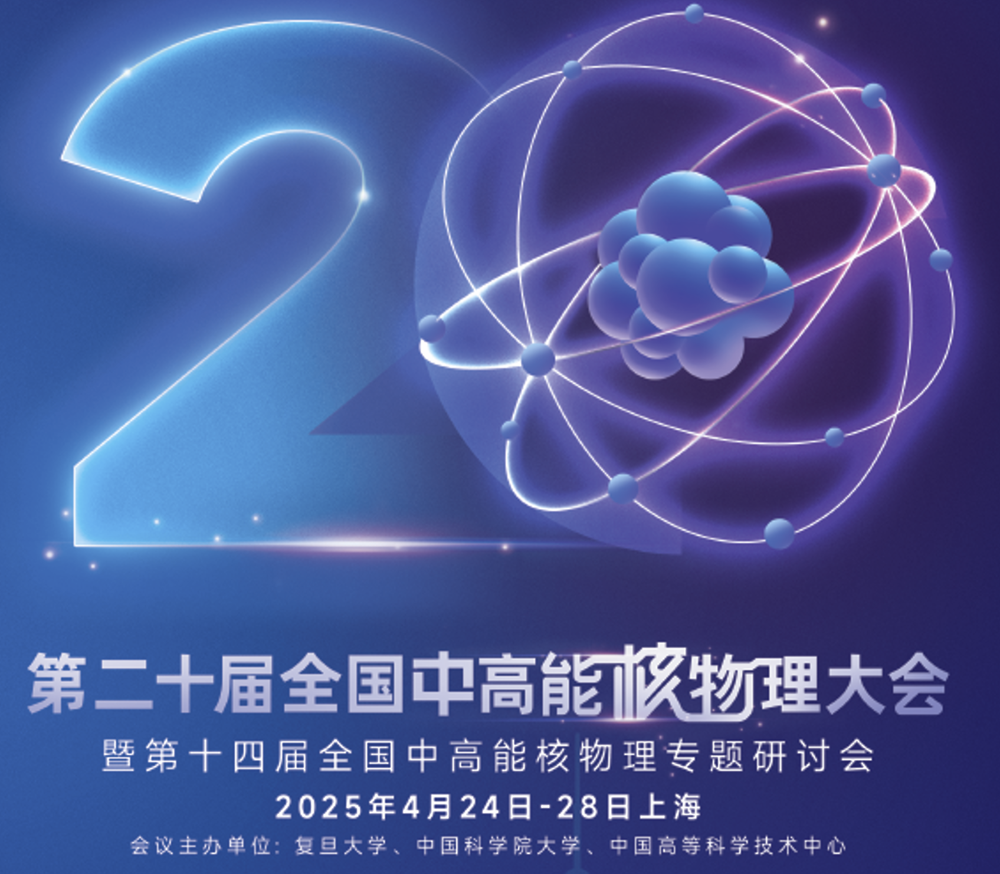 20
第二十届全国中高能核物理大会
暨第十四届全国中高能核物理专题研讨会
2025年4月24日-28日上海
会议主办单位：复旦大学、中国科学院大学、中国高等科学技术中心